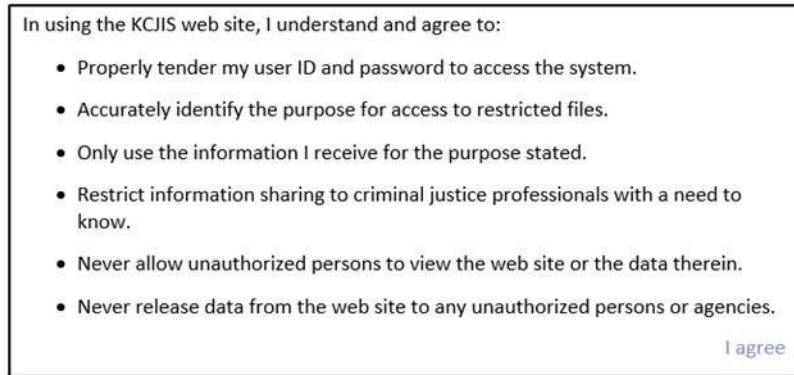 In using the KCJIS web site, I understand and agree to:
• Properly tender my user ID and password to access the system.
• Accurately identify the purpose for access to restricted files.
• Only use the information I receive for the purpose stated.
• Restrict information sharing to criminal justice professionals with a need to
know.
• Never allow unauthorized persons to view the web site or the data therein.
• Never release data from the web site to any unauthorized persons or agencies.
I agree